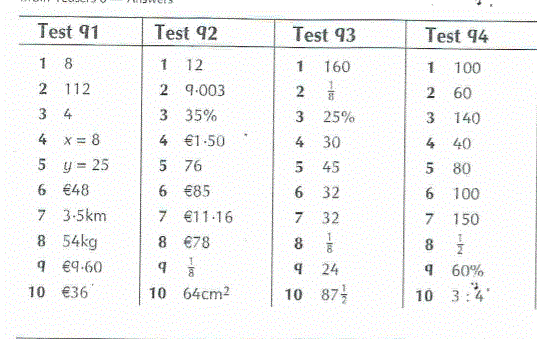 Answers
Test 91 Test 92 Test 93 Test 94
1 8 1 12 1 160 1 100
2 112 2 9·003 2 1/8 2 60
3 4 3 35% 3 25% 3 140
4 x = 8 4 €1·50 4 30 4 40
5 y = 25 5 76 5 45 5 80
6 €48 6 €85 6 32 6 100
7 3·5km 7 €11·16 7 32 7 150
8 54kg 8 €78 8 1/8 8 1/2
9 €9·60 9 1/8 9 24 9 60%
10 €36 10 64cm² 10 87½ 10 3 : 4